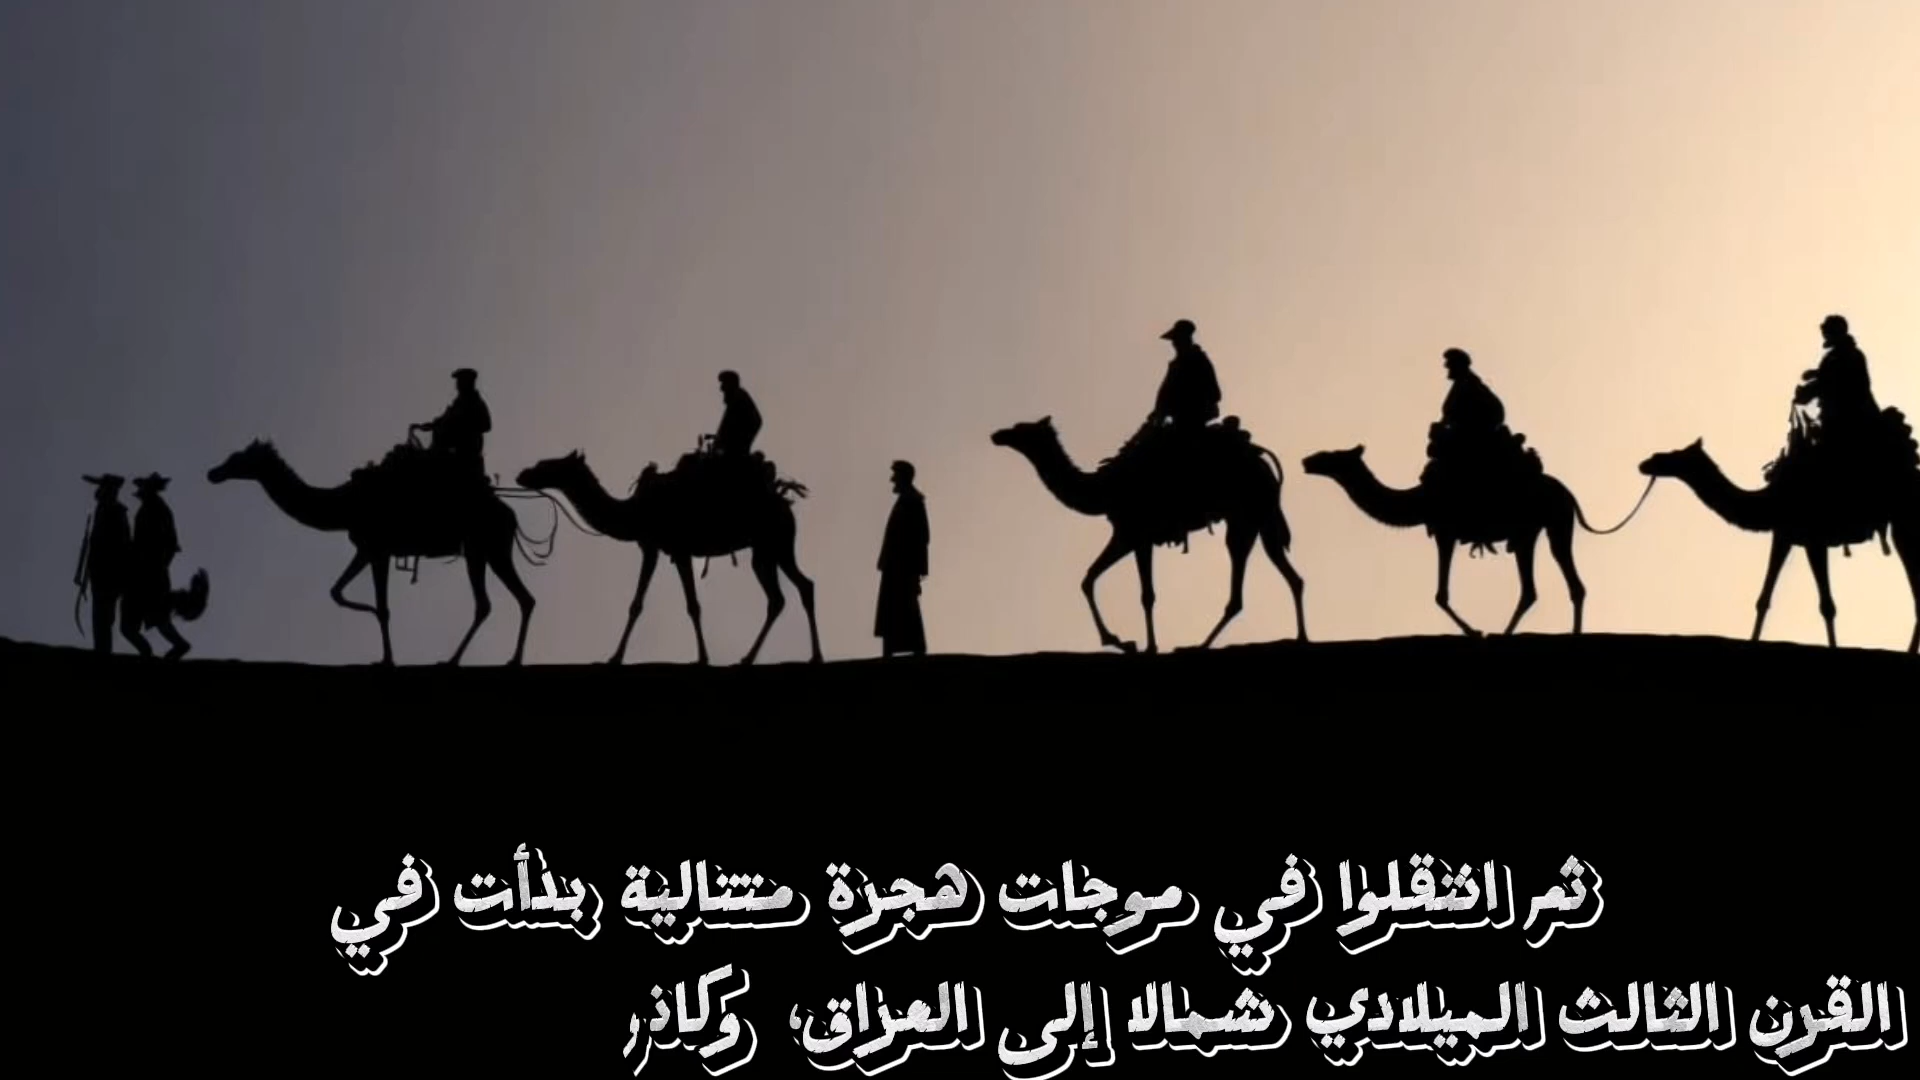 ثم انتقلوا في موجات هجرة متتالية بدأت في
القرن الثالث الميلادي شمالا إلى العراق، وكان